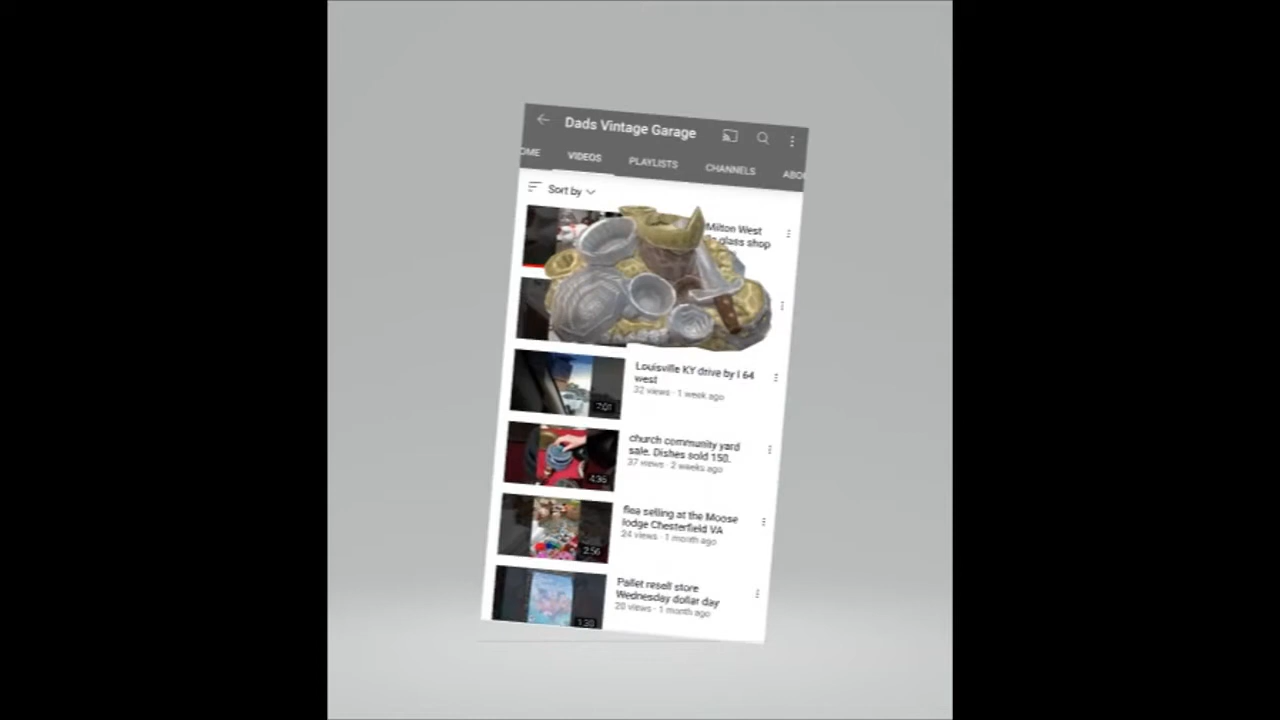 Dads Vintage Garage
OME VIDEOS PLAYLISTS CHANNELS ABO
Sort by
Milton West
glass shop
Louisville KY drive by I 64
west
32 views · 1 week ago
7:01
church community yard
sale. Dishes sold 150.
37 views · 2 weeks ago
4:36
flea selling at the Moose
lodge Chesterfield VA
24 views · 1 month ago
2:56
Pallet resell store
Wednesday dollar day
20 views · 1 month ago
1:30